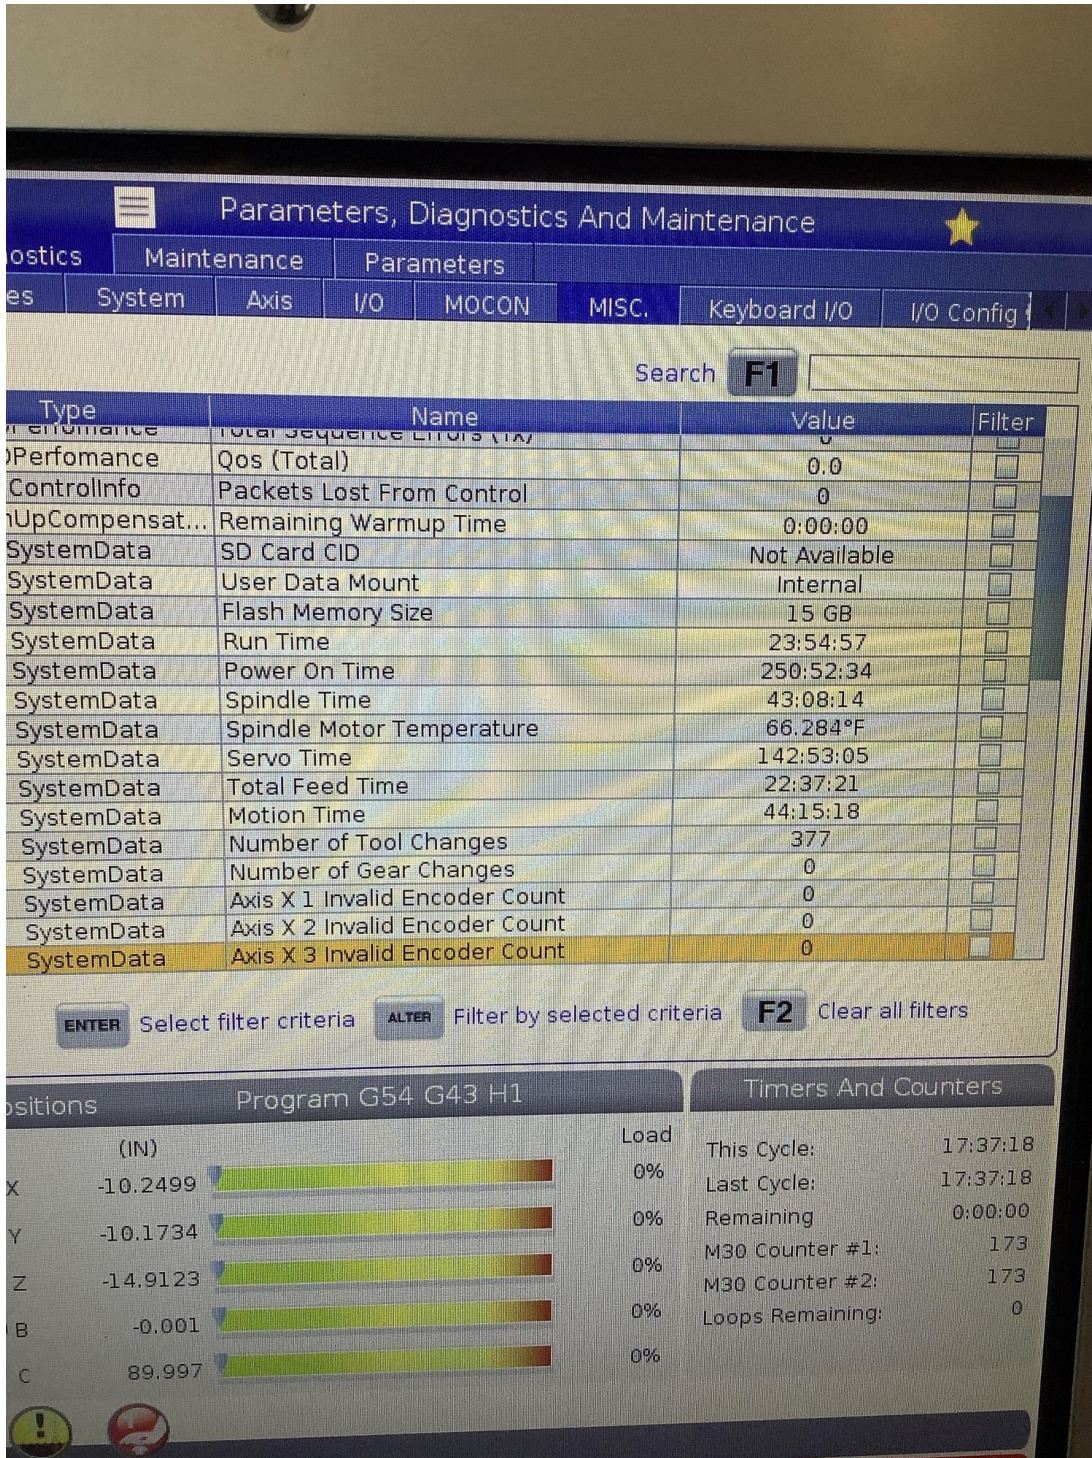 Parameters, Diagnostics And Maintenance
ostics Maintenance Parameters
es System Axis I/O MOCON MISC. Keyboard I/O I/O Config
Search F1
Type Name Value Filter
Total Sequence Errors (TX) 0
Perfomance Qos (Total) 0.0
ControlInfo Packets Lost From Control 0
UpCompensat... Remaining Warmup Time 0:00:00
SystemData SD Card CID Not Available
SystemData User Data Mount Internal
SystemData Flash Memory Size 15 GB
SystemData Run Time 23:54:57
SystemData Power On Time 250:52:34
SystemData Spindle Time 43:08:14
SystemData Spindle Motor Temperature 66.284°F
SystemData Servo Time 142:53:05
SystemData Total Feed Time 22:37:21
SystemData Motion Time 44:15:18
SystemData Number of Tool Changes 377
SystemData Number of Gear Changes 0
SystemData Axis X 1 Invalid Encoder Count 0
SystemData Axis X 2 Invalid Encoder Count 0
SystemData Axis X 3 Invalid Encoder Count 0
ENTER Select filter criteria ALTER Filter by selected criteria F2 Clear all filters
ositions Program G54 G43 H1
(IN) Load
X -10.2499 0%
Y -10.1734 0%
Z -14.9123 0%
B -0.001 0%
C 89.997 0%
Timers And Counters
This Cycle: 17:37:18
Last Cycle: 17:37:18
Remaining 0:00:00
M30 Counter #1: 173
M30 Counter #2: 173
Loops Remaining: 0